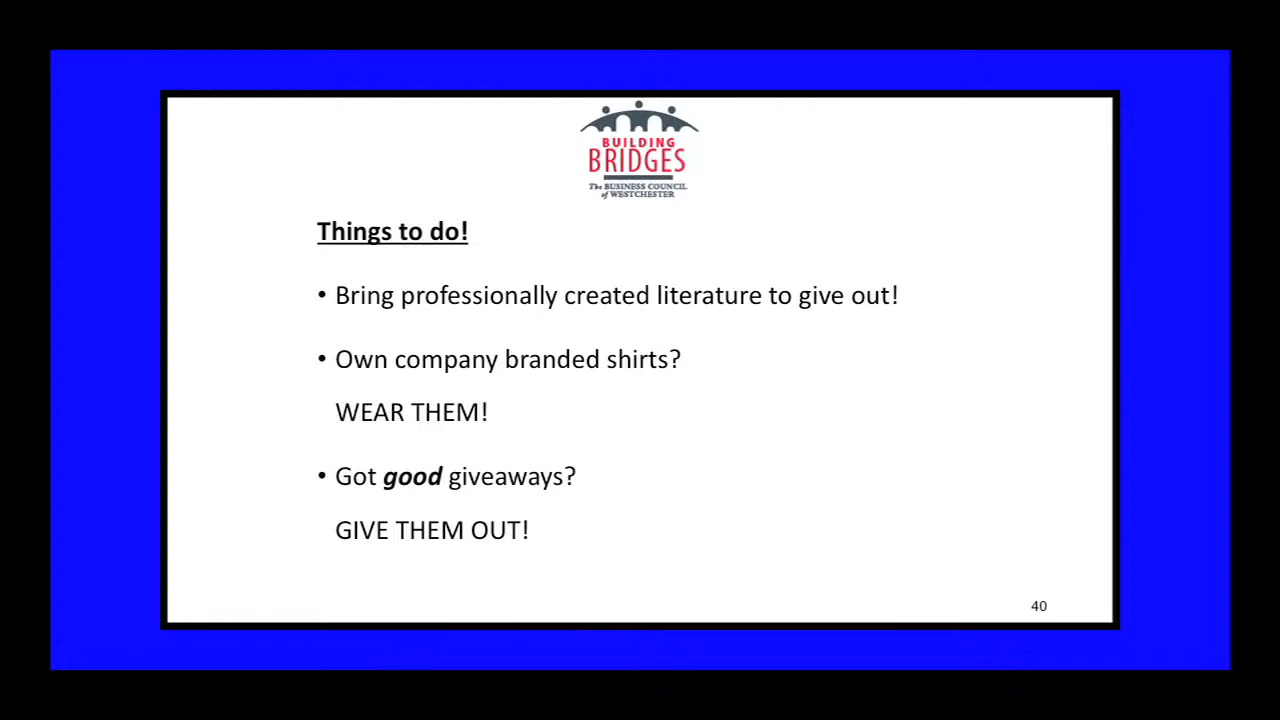 BUILDING
BRIDGES
The BUSINESS COUNCIL
of WESTCHESTER
Things to do!
• Bring professionally created literature to give out!
• Own company branded shirts?
WEAR THEM!
• Got good giveaways?
GIVE THEM OUT!
40